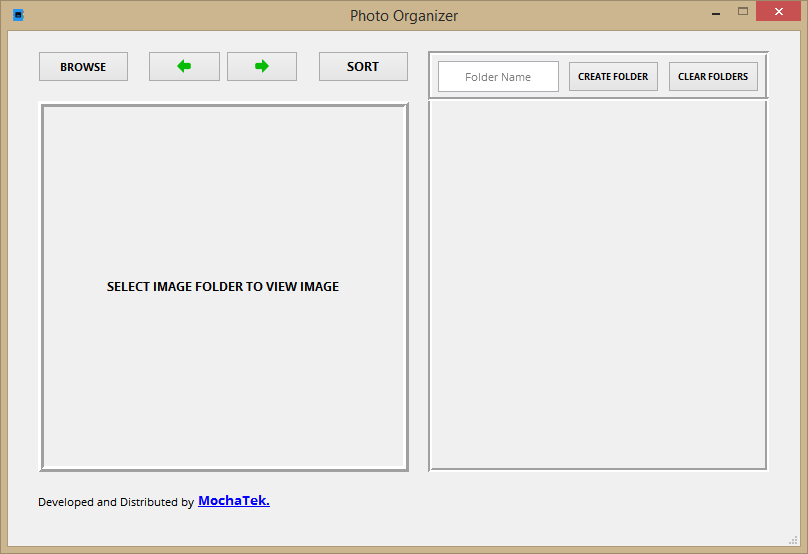 Photo Organizer
BROWSE
SORT
Folder Name
CREATE FOLDER
CLEAR FOLDERS
SELECT IMAGE FOLDER TO VIEW IMAGE
Developed and Distributed by MochaTek.